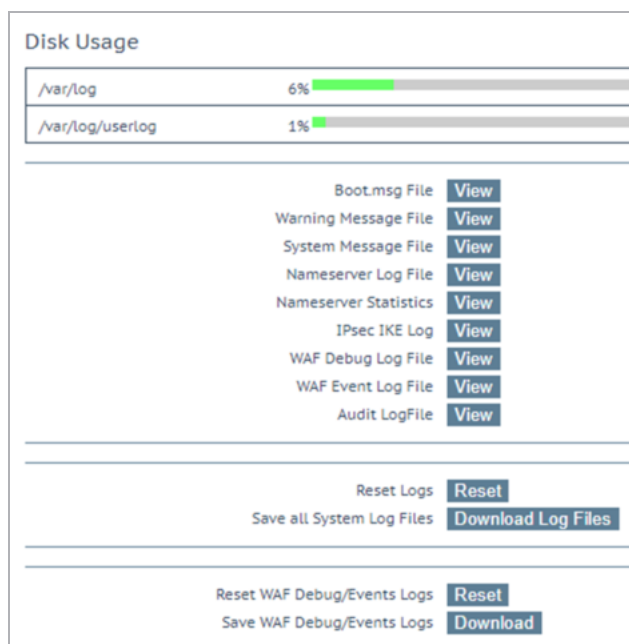 Disk Usage
/var/log 6%
/var/log/userlog 1%
Boot.msg File View
Warning Message File View
System Message File View
Nameserver Log File View
Nameserver Statistics View
IPsec IKE Log View
WAF Debug Log File View
WAF Event Log File View
Audit LogFile View
Reset Logs Reset
Save all System Log Files Download Log Files
Reset WAF Debug/Events Logs Reset
Save WAF Debug/Events Logs Download